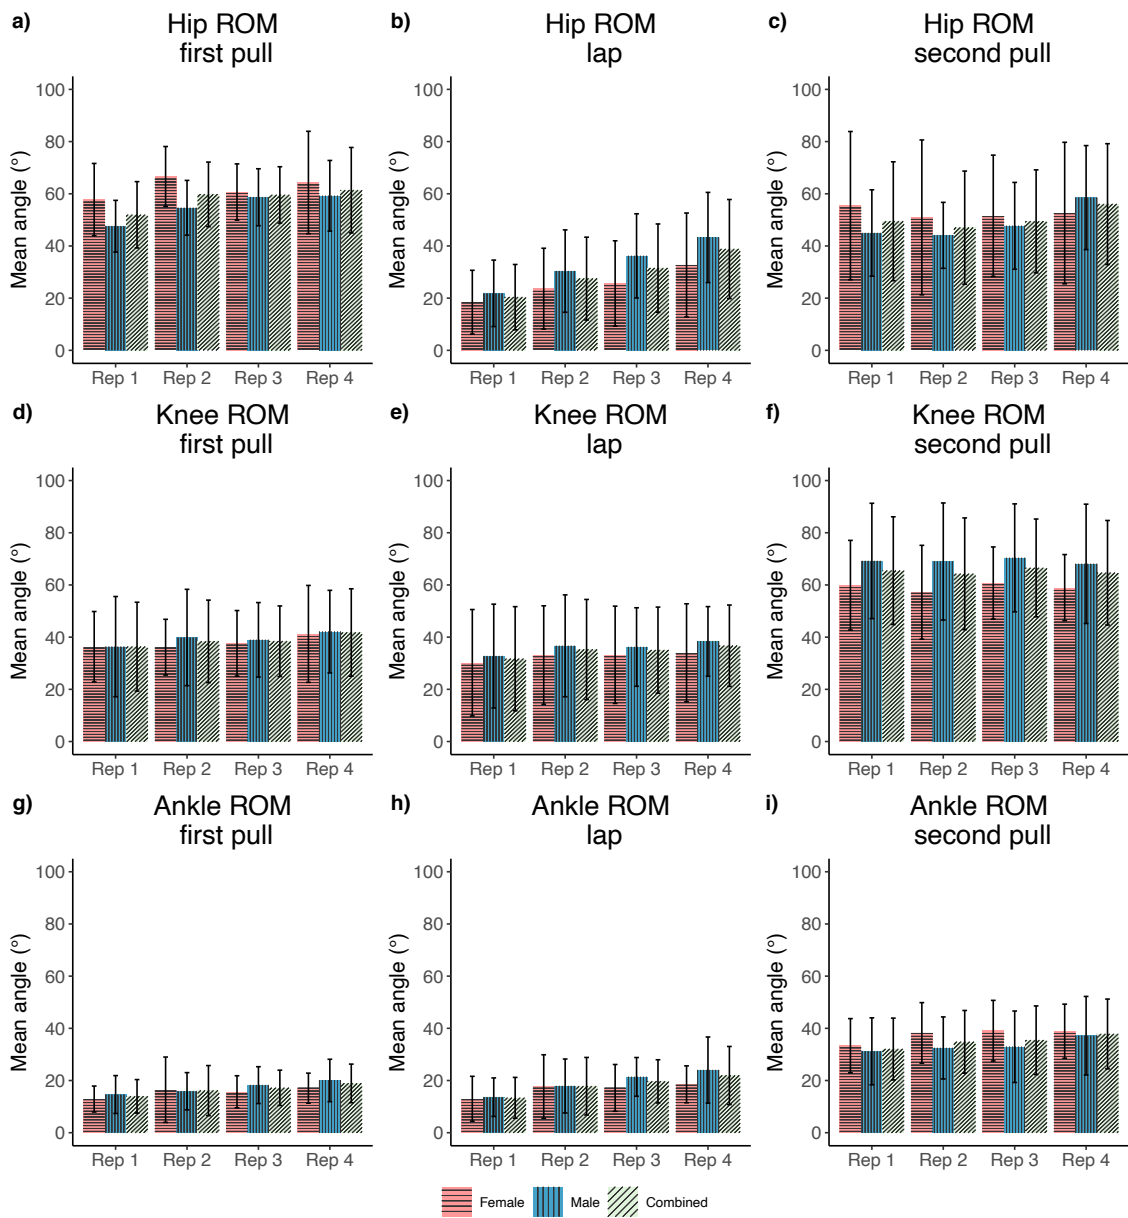 a) Hip ROM b) Hip ROM c) Hip ROM
first pull lap second pull
100 100 100
80 80 80
60 60 60
40 40 40
20 20 20
0 0 0
Mean angle (°) Mean angle (°) Mean angle (°)
Rep 1 Rep 2 Rep 3 Rep 4 Rep 1 Rep 2 Rep 3 Rep 4 Rep 1 Rep 2 Rep 3 Rep 4
d) Knee ROM e) Knee ROM f) Knee ROM
first pull lap second pull
100 100 100
80 80 80
60 60 60
40 40 40
20 20 20
0 0 0
Mean angle (°) Mean angle (°) Mean angle (°)
Rep 1 Rep 2 Rep 3 Rep 4 Rep 1 Rep 2 Rep 3 Rep 4 Rep 1 Rep 2 Rep 3 Rep 4
g) Ankle ROM h) Ankle ROM i) Ankle ROM
first pull lap second pull
100 100 100
80 80 80
60 60 60
40 40 40
20 20 20
0 0 0
Mean angle (°) Mean angle (°) Mean angle (°)
Rep 1 Rep 2 Rep 3 Rep 4 Rep 1 Rep 2 Rep 3 Rep 4 Rep 1 Rep 2 Rep 3 Rep 4
Female Male Combined